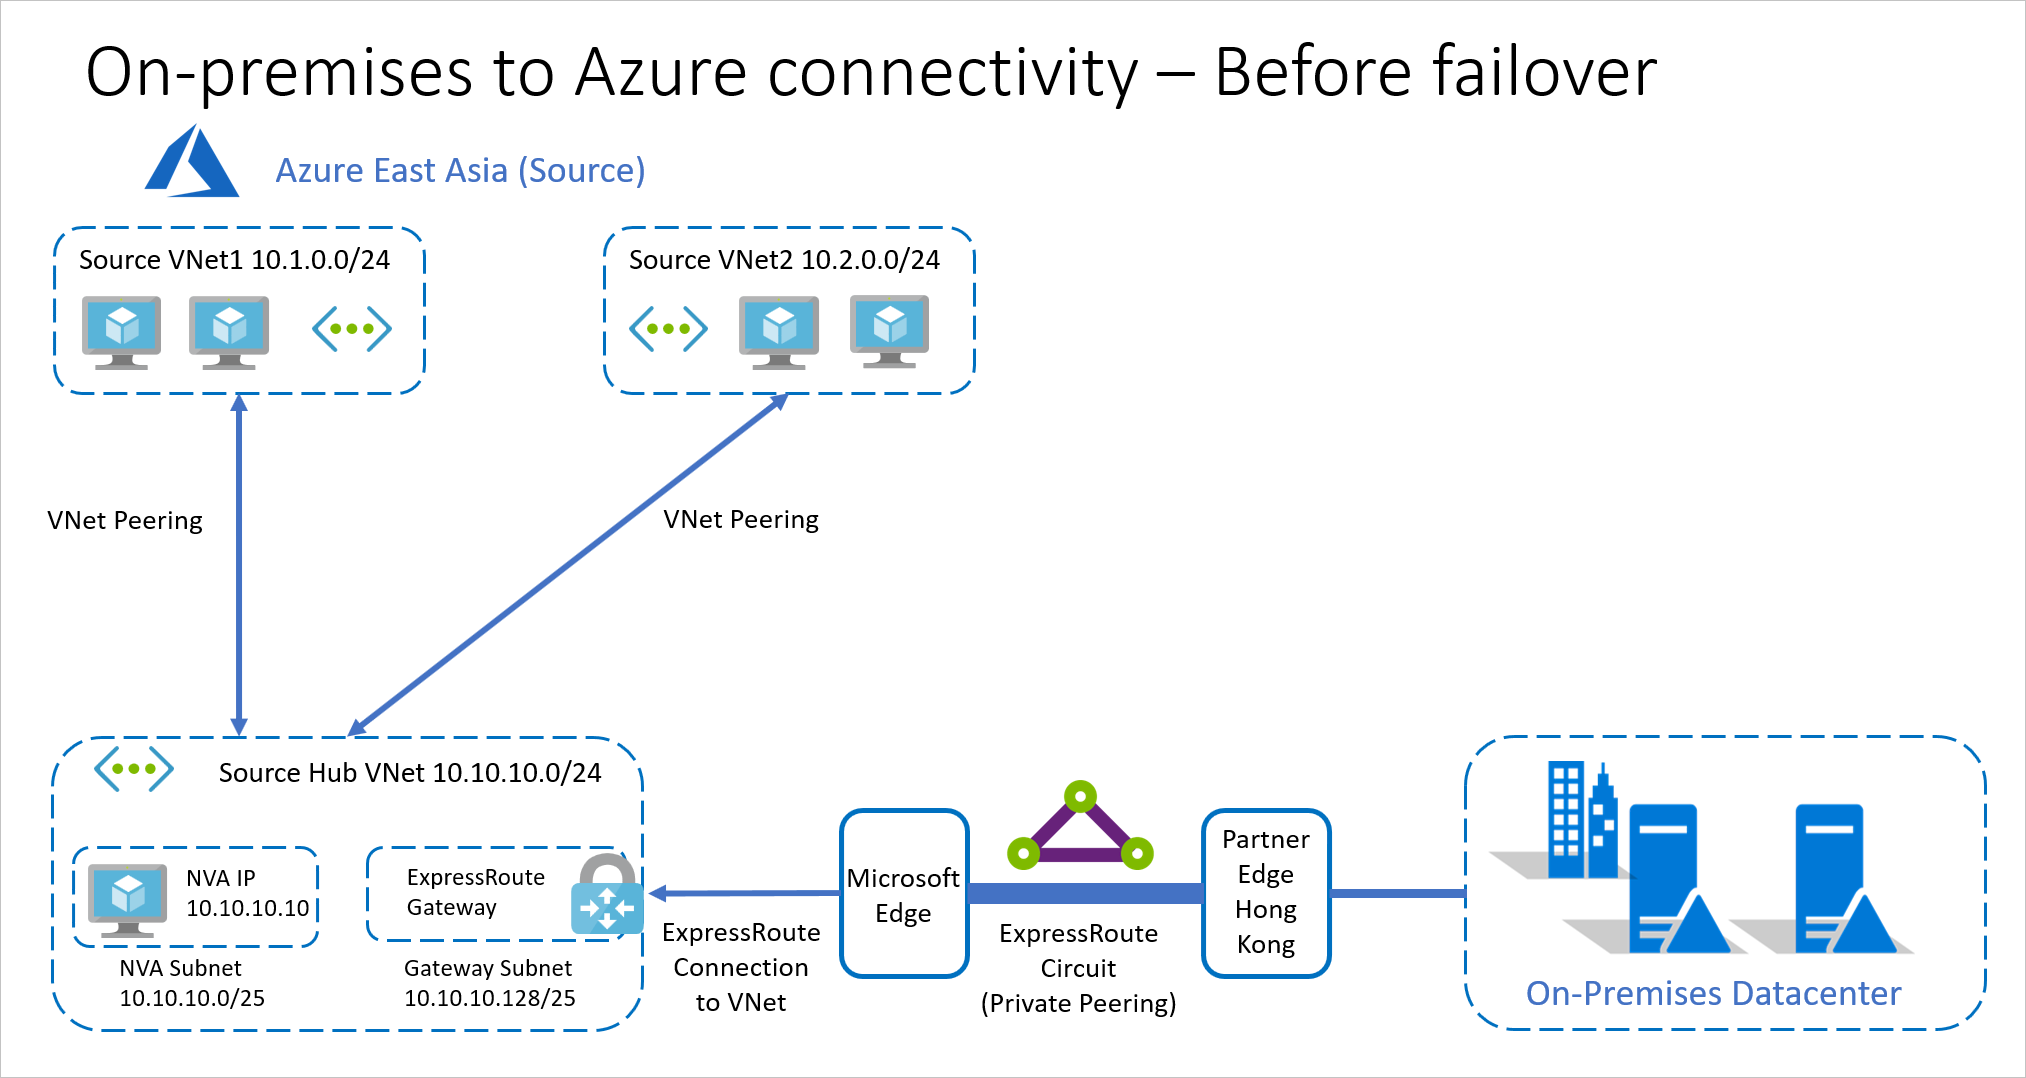 On-premises to Azure connectivity – Before failover
Azure East Asia (Source)
Source VNet1 10.1.0.0/24
Source VNet2 10.2.0.0/24
VNet Peering
VNet Peering
Source Hub VNet 10.10.10.0/24
NVA IP
10.10.10.10
ExpressRoute
Gateway
NVA Subnet
10.10.10.0/25
Gateway Subnet
10.10.10.128/25
ExpressRoute
Connection
to VNet
Microsoft
Edge
ExpressRoute
Circuit
(Private Peering)
Partner
Edge
Hong
Kong
On-Premises Datacenter